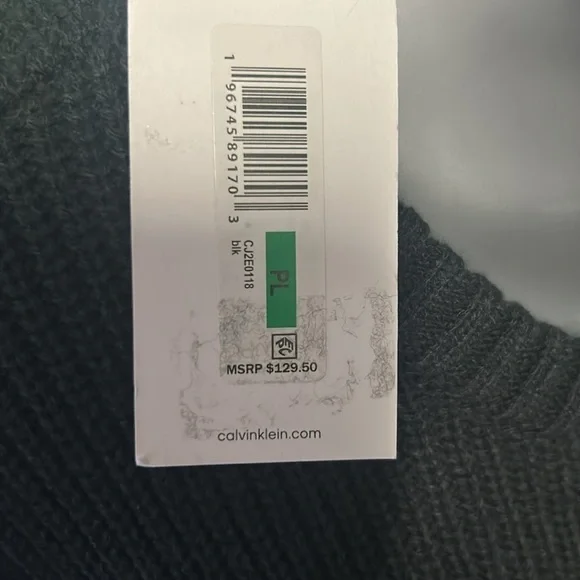 1 96745 89170 3
CJ2E0118
blk
PL
MSRP $129.50
calvinklein.com